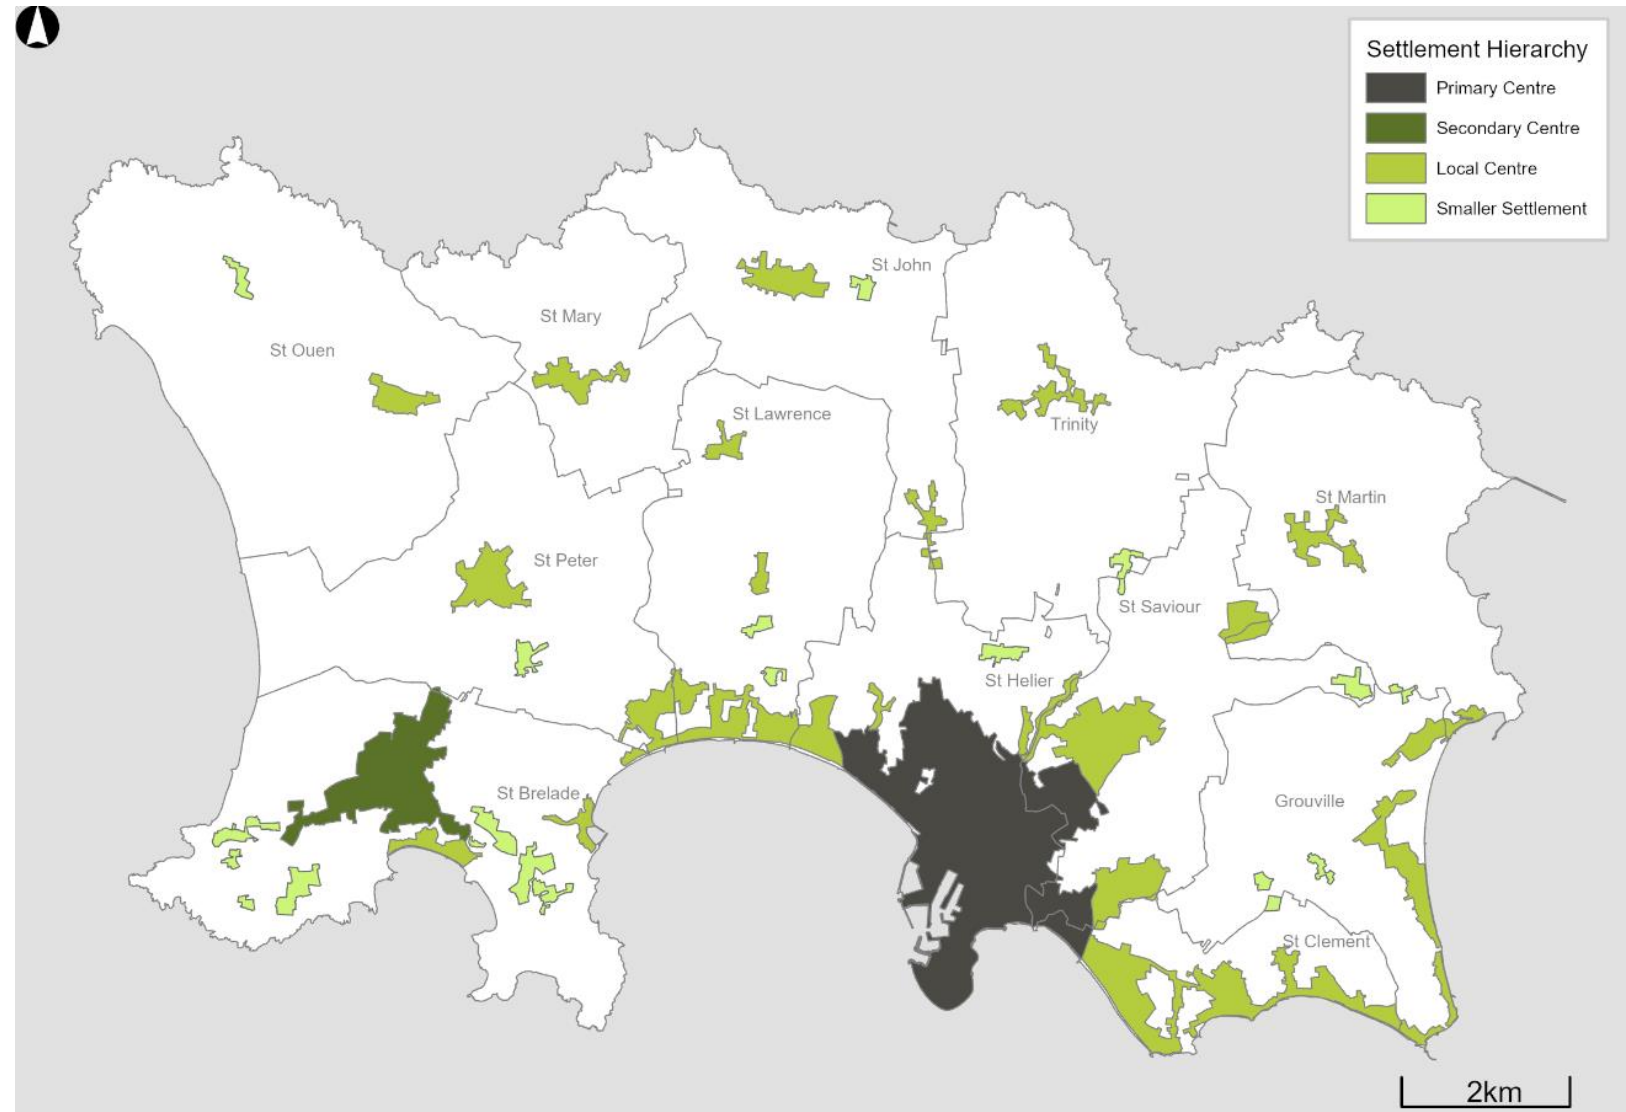 Settlement Hierarchy
Primary Centre
Secondary Centre
Local Centre
Smaller Settlement
St John
St Mary
St Ouen
St Lawrence
Trinity
St Martin
St Peter
St Saviour
St Helier
St Brelade
Grouville
St Clement
2km